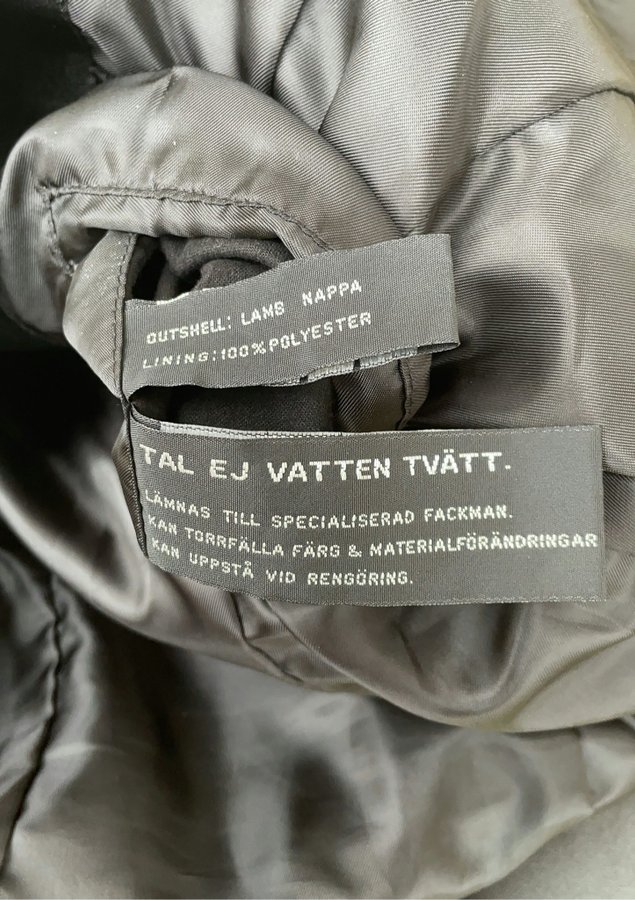 OUTSHELL: LAMB NAPPA
LINING: 100% POLYESTER
TAL EJ VATTEN TVÄTT.
LÄMNAS TILL SPECIALISERAD FACKMAN.
KAN TORRFÄLLA FÄRG & MATERIALFÖRÄNDRINGAR
KAN UPPSTÅ VID RENGÖRING.